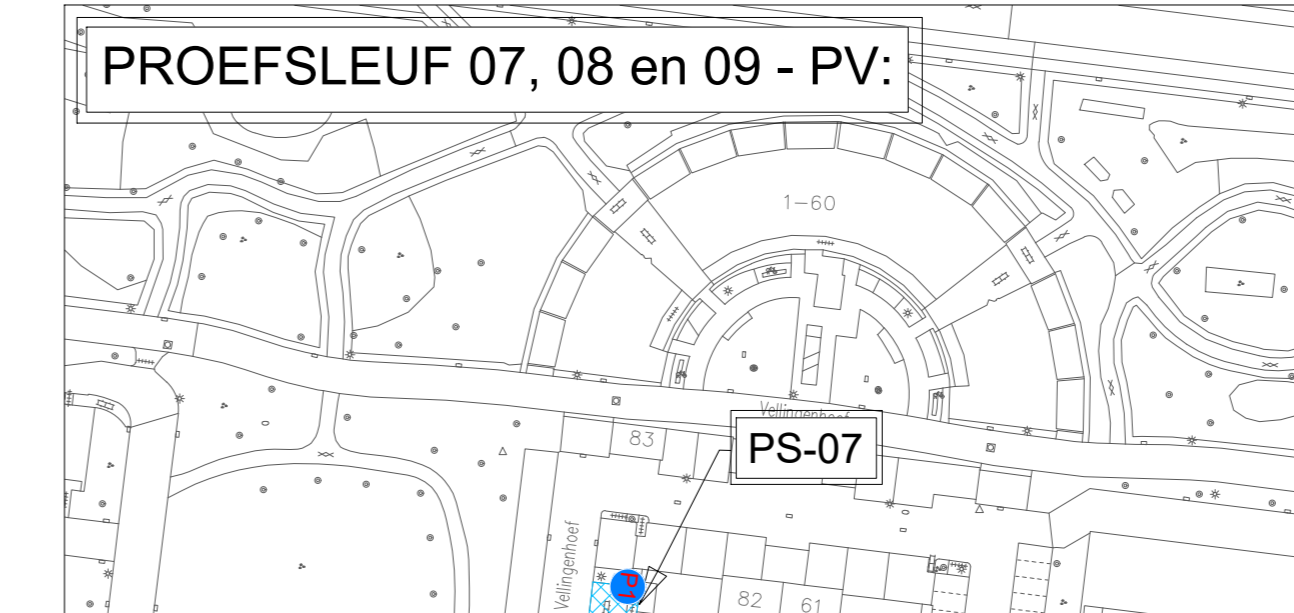 PROEFSLEUF 07, 08 en 09 - PV:
1-60
Vellingenhoef
83
PS-07
Vellingenhoef
P1
82
61